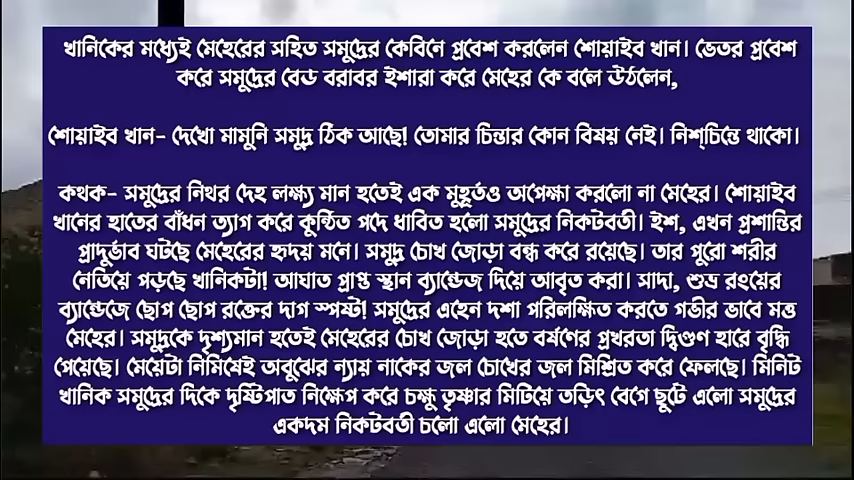 খানিকের মধ্যেই মেহেরের সহিত সমুদ্রের কেবিনে প্রবেশ করলেন শোয়াইব খান। ভেতর প্রবেশ
করে সমুদ্রের বেড বরাবর ইশারা করে মেহের কে বলে উঠলেন,
শোয়াইব খান- দেখো মামুনি সমুদ্র ঠিক আছে! তোমার চিন্তার কোন বিষয় নেই। নিশ্চিন্তে থাকো।
কথক- সমুদ্রের নিথর দেহ লক্ষ্য মান হতেই এক মুহূর্তও অপেক্ষা করলো না মেহের। শোয়াইব
খানের হাতের বাঁধন ত্যাগ করে কুন্ঠিত পদে ধাবিত হলো সমুদ্রের নিকটবর্তী। ইশ, এখন প্রশান্তির
প্রাদুর্ভাব ঘটছে মেহেরের হৃদয় মনে। সমুদ্র চোখ জোড়া বন্ধ করে রয়েছে। তার পুরো শরীর
নেতিয়ে পড়ছে খানিকটা! আঘাত প্রাপ্ত স্থান ব্যান্ডেজ দিয়ে আবৃত করা। সাদা, শুভ্র রংয়ের
ব্যান্ডেজে ছোপ ছোপ রক্তের দাগ স্পষ্ট! সমুদ্রের এহেন দশা পরিলক্ষিত করতে গভীর ভাবে মত্ত
মেহের। সমুদ্রকে দৃশ্যমান হতেই মেহেরের চোখ জোড়া হতে বর্ষণের প্রখরতা দ্বিগুণ হারে বৃদ্ধি
পেয়েছে। মেয়েটা নিমিষেই অবুঝের ন্যায় নাকের জল চোখের জল মিশ্রিত করে ফেলছে। মিনিট
খানিক সমুদ্রের দিকে দৃষ্টিপাত নিক্ষেপ করে চক্ষু তৃষ্ণার মিটিয়ে তড়িৎ বেগে ছুটে এলো সমুদ্রের
একদম নিকটবর্তী চলো এলো মেহের।